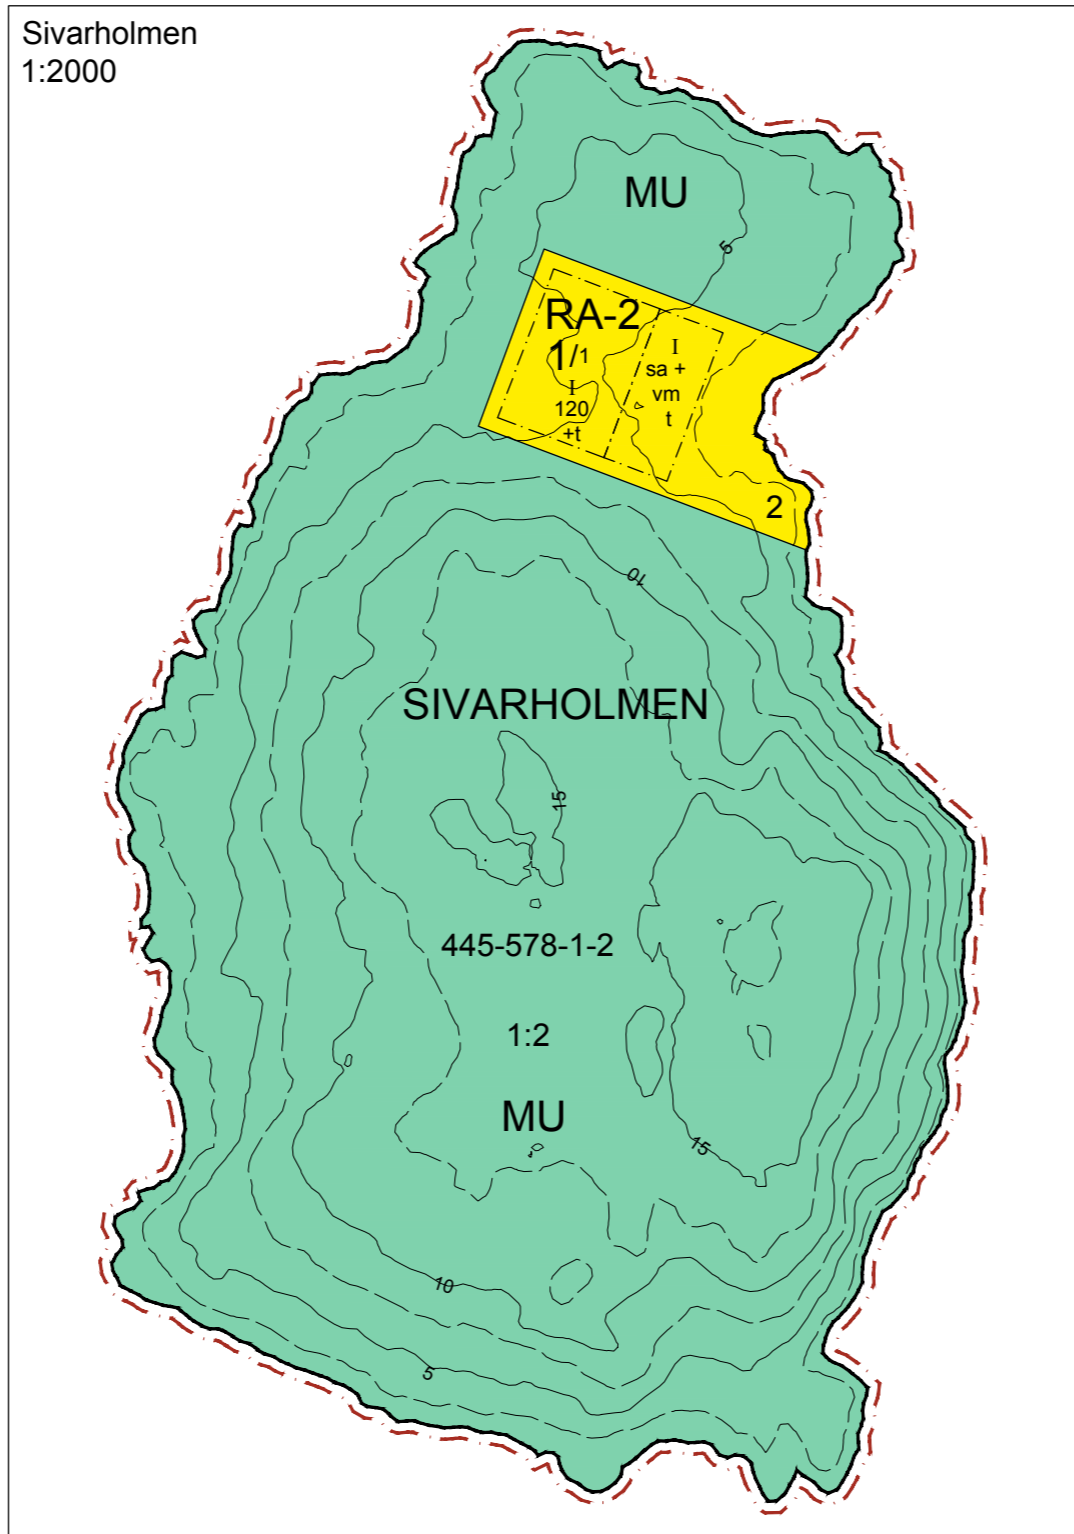 Sivarholmen
1:2000
MU
5
RA-2
1/1
I
120
+t
I
sa +
vm
t
2
10
SIVARHOLMEN
15
445-578-1-2
1:2
MU
15
10
5